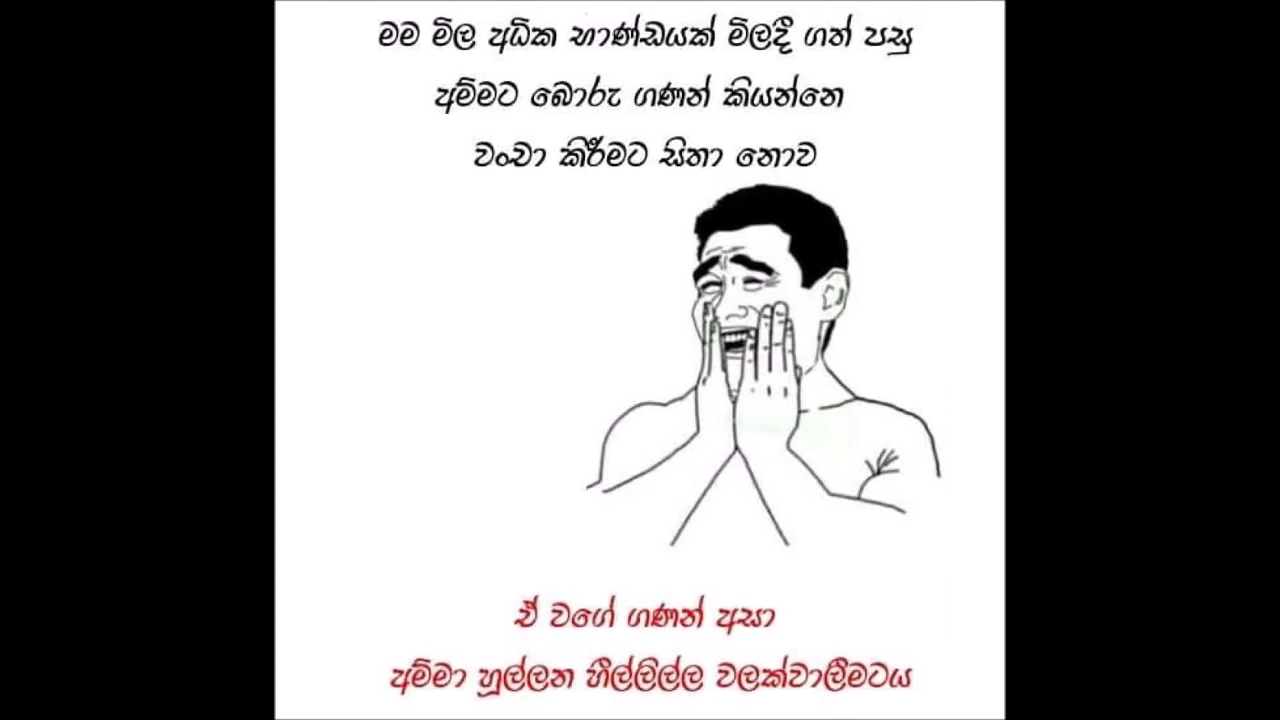 මම මිල අධික භාණ්ඩයක් මිලදී ගත් පසු
අම්මට බොරු ගණන් කියන්නෙ
වංචා කිරීමට සිතා නොව
ඒ වගේ ගණන් අසා
අම්මා හූල්ලන හීල්ලිල්ල වලක්වාලීමටය